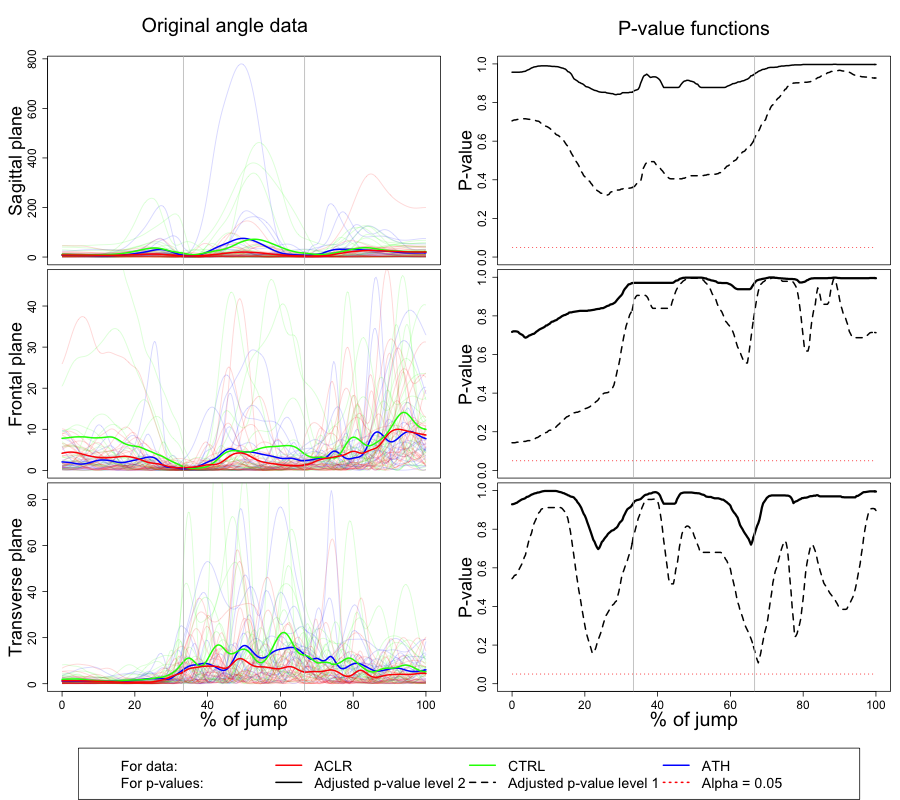 Original angle data
P-value functions
Sagittal plane
0 200 400 600 800
P-value
0.0 0.2 0.4 0.6 0.8 1.0
Frontal plane
0 10 20 30 40
P-value
0.0 0.2 0.4 0.6 0.8 1.0
Transverse plane
0 20 40 60 80
P-value
0.0 0.2 0.4 0.6 0.8 1.0
0 20 40 60 80 100
0 20 40 60 80 100
% of jump
% of jump
For data: ACLR CTRL ATH
For p-values: Adjusted p-value level 2 Adjusted p-value level 1 Alpha = 0.05